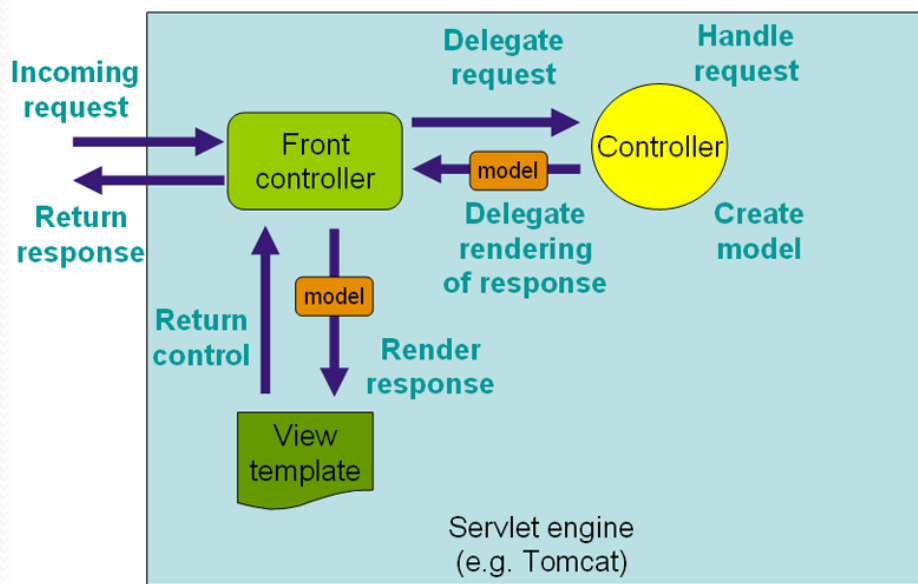 Incoming
request
Return
response
Delegate
request
Handle
request
Front
controller
Controller
model
Delegate
rendering
of response
Create
model
model
Return
control
Render
response
View
template
Servlet engine
(e.g. Tomcat)